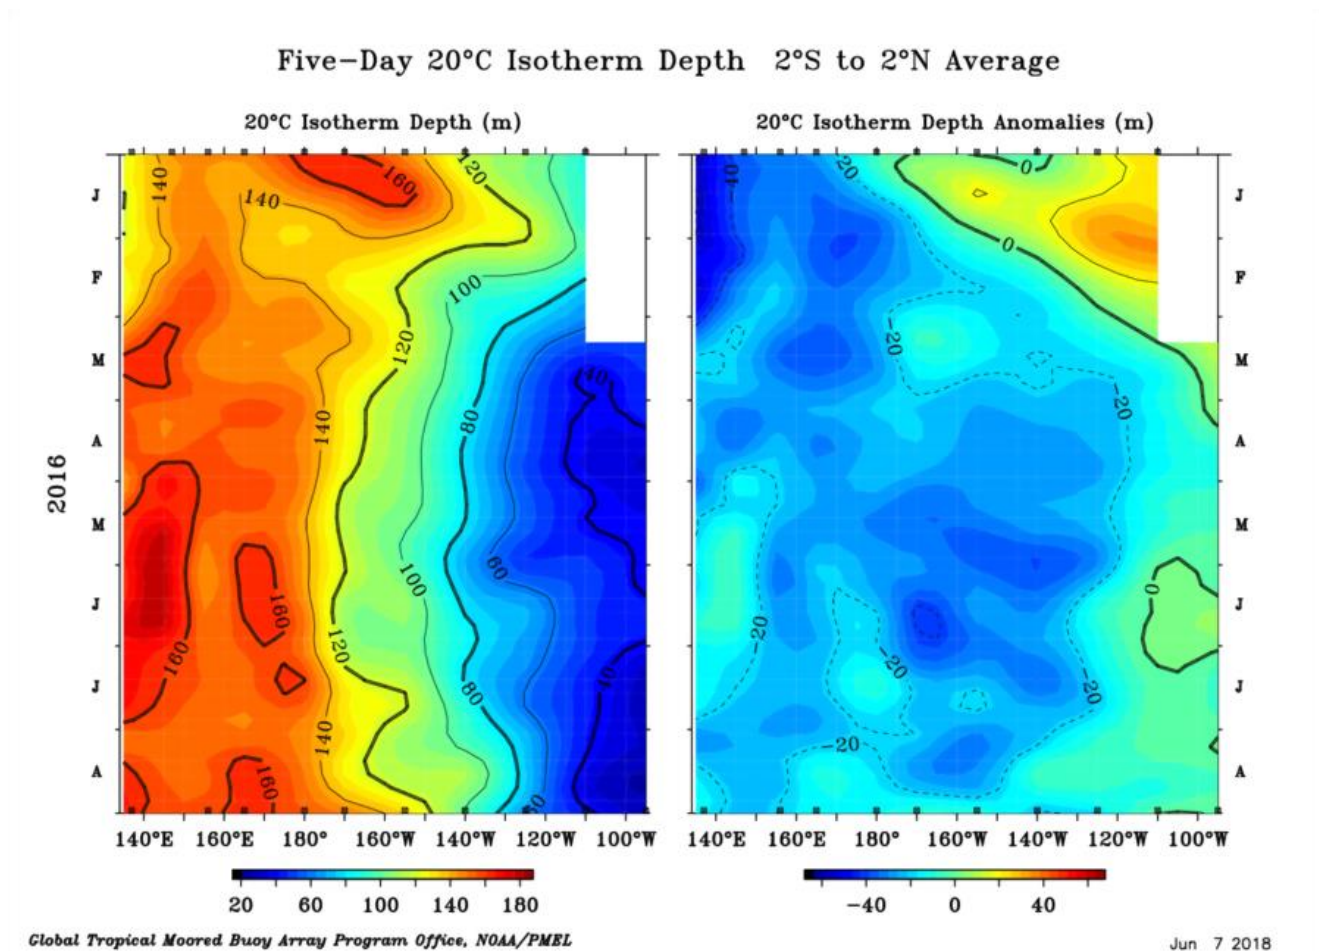 Five-Day 20°C Isotherm Depth 2°S to 2°N Average
20°C Isotherm Depth (m)
20°C Isotherm Depth Anomalies (m)
2016
J
F
M
A
M
J
J
A
140
140
160
120
100
120
140
80
40
60
100
160
160
120
80
40
140
160
60
140°E 160°E 180° 160°W 140°W 120°W 100°W
20 60 100 140 180
-40
-20
0
0
-20
-20
0
-20
-20
-20
-20
J
F
M
A
M
J
J
A
140°E 160°E 180° 160°W 140°W 120°W 100°W
-40 0 40
Global Tropical Moored Buoy Array Program Office, NOAA/PMEL
Jun 7 2018